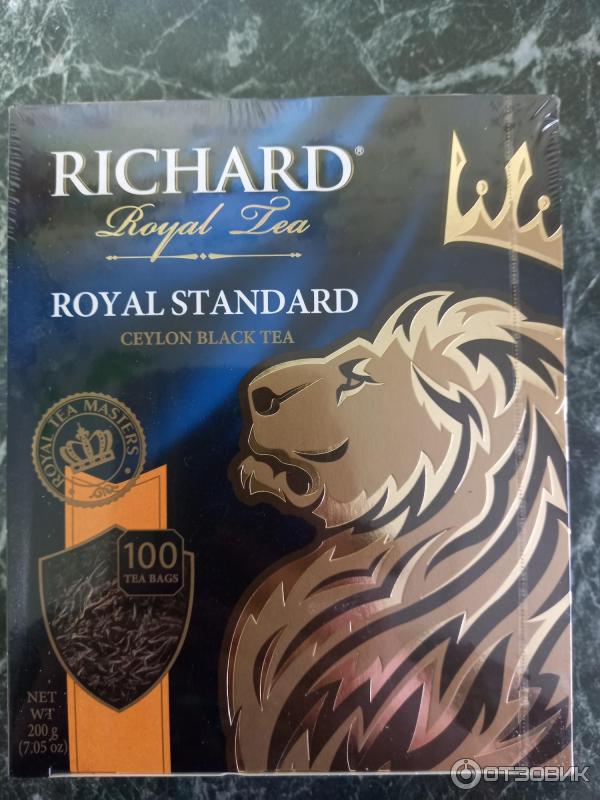 RICHARD®
Royal Tea
ROYAL STANDARD
CEYLON BLACK TEA
ROYAL TEA MASTERS
100
TEA BAGS
NET
WT
200 g
(7.05 oz)
ОТЗОВИК